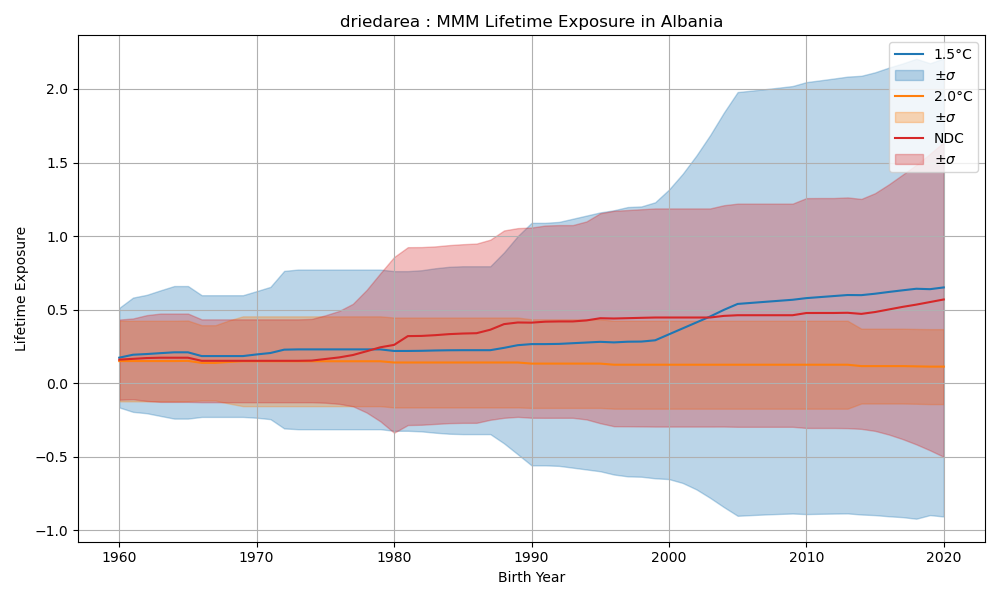 driedarea : MMM Lifetime Exposure in Albania
1.5°C
±σ
2.0°C
±σ
NDC
±σ
Lifetime Exposure
2.0
1.5
1.0
0.5
0.0
−0.5
−1.0
1960 1970 1980 1990 2000 2010 2020
Birth Year